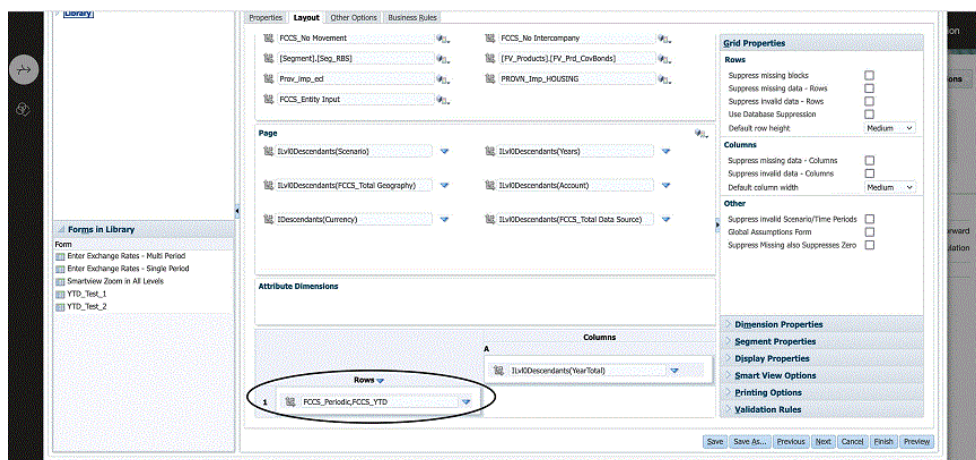 Library
Properties Layout Other Options Business Rules
FCCS_No Movement
FCCS_No Intercompany
[Segment].[Seg_RBS]
[FV_Products].[FV_Prd_CovBonds]
Prov_Imp_ed
PROVN_Imp_HOUSING
FCCS_Entity Input
Page
ILvl0Descendants(Scenario)
ILvl0Descendants(Years)
ILvl0Descendants(FCCS_Total Geography)
ILvl0Descendants(Account)
IDescendants(Currency)
ILvl0Descendants(FCCS_Total Data Source)
Attribute Dimensions
Columns
A
ILvl0Descendants(YearTotal)
Rows
1 FCCS_Periodic,FCCS_YTD
Forms in Library
Form
Enter Exchange Rates - Multi Period
Enter Exchange Rates - Single Period
Smartview Zoom in All Levels
YTD_Test_1
YTD_Test_2
Grid Properties
Rows
Suppress missing blocks
Suppress missing data - Rows
Suppress invalid data - Rows
Use Database Suppression
Default row height Medium
Columns
Suppress missing data - Columns
Suppress invalid data - Columns
Default column width Medium
Other
Suppress invalid Scenario/Time Periods
Global Assumptions Form
Suppress Missing also Suppresses Zero
Dimension Properties
Segment Properties
Display Properties
Smart View Options
Printing Options
Validation Rules
Save Save As... Previous Next Cancel Finish Preview
ion
ons
rward
lation